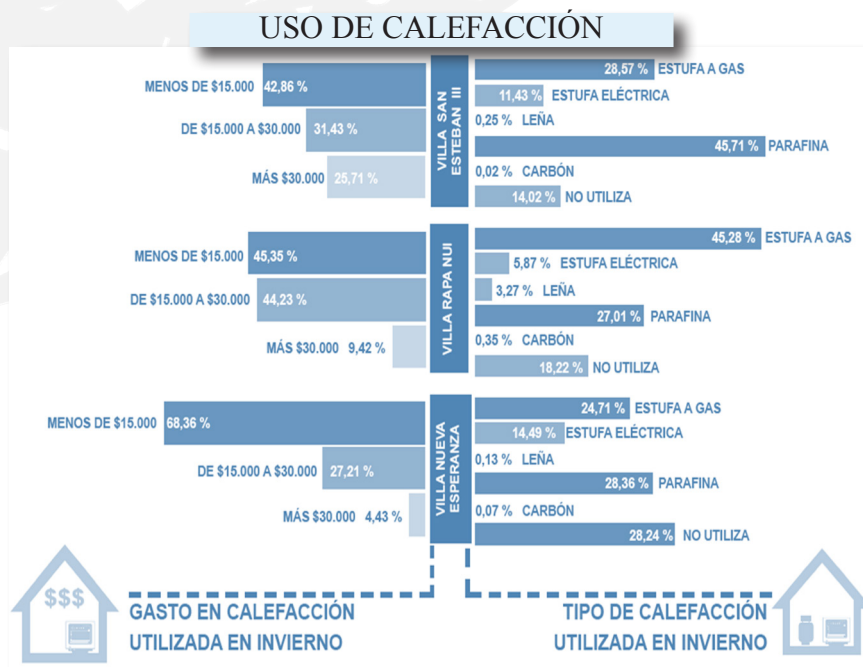 USO DE CALEFACCIÓN
MENOS DE $15.000 42,86 %
DE $15.000 A $30.000 31,43 %
MÁS $30.000 25,71 %
VILLA SAN
ESTEBAN III
28,57 % ESTUFA A GAS
11,43 % ESTUFA ELÉCTRICA
0,25 % LEÑA
45,71 % PARAFINA
0,02 % CARBÓN
14,02 % NO UTILIZA
MENOS DE $15.000 45,35 %
DE $15.000 A $30.000 44,23 %
MÁS $30.000 9,42 %
VILLA RAPA NUI
45,28 % ESTUFA A GAS
5,87 % ESTUFA ELÉCTRICA
3,27 % LEÑA
27,01 % PARAFINA
0,35 % CARBÓN
18,22 % NO UTILIZA
MENOS DE $15.000 68,36 %
DE $15.000 A $30.000 27,21 %
MÁS $30.000 4,43 %
VILLA NUEVA
ESPERANZA
24,71 % ESTUFA A GAS
14,49 % ESTUFA ELÉCTRICA
0,13 % LEÑA
28,36 % PARAFINA
0,07 % CARBÓN
28,24 % NO UTILIZA
$$$
GASTO EN CALEFACCIÓN
UTILIZADA EN INVIERNO
TIPO DE CALEFACCIÓN
UTILIZADA EN INVIERNO